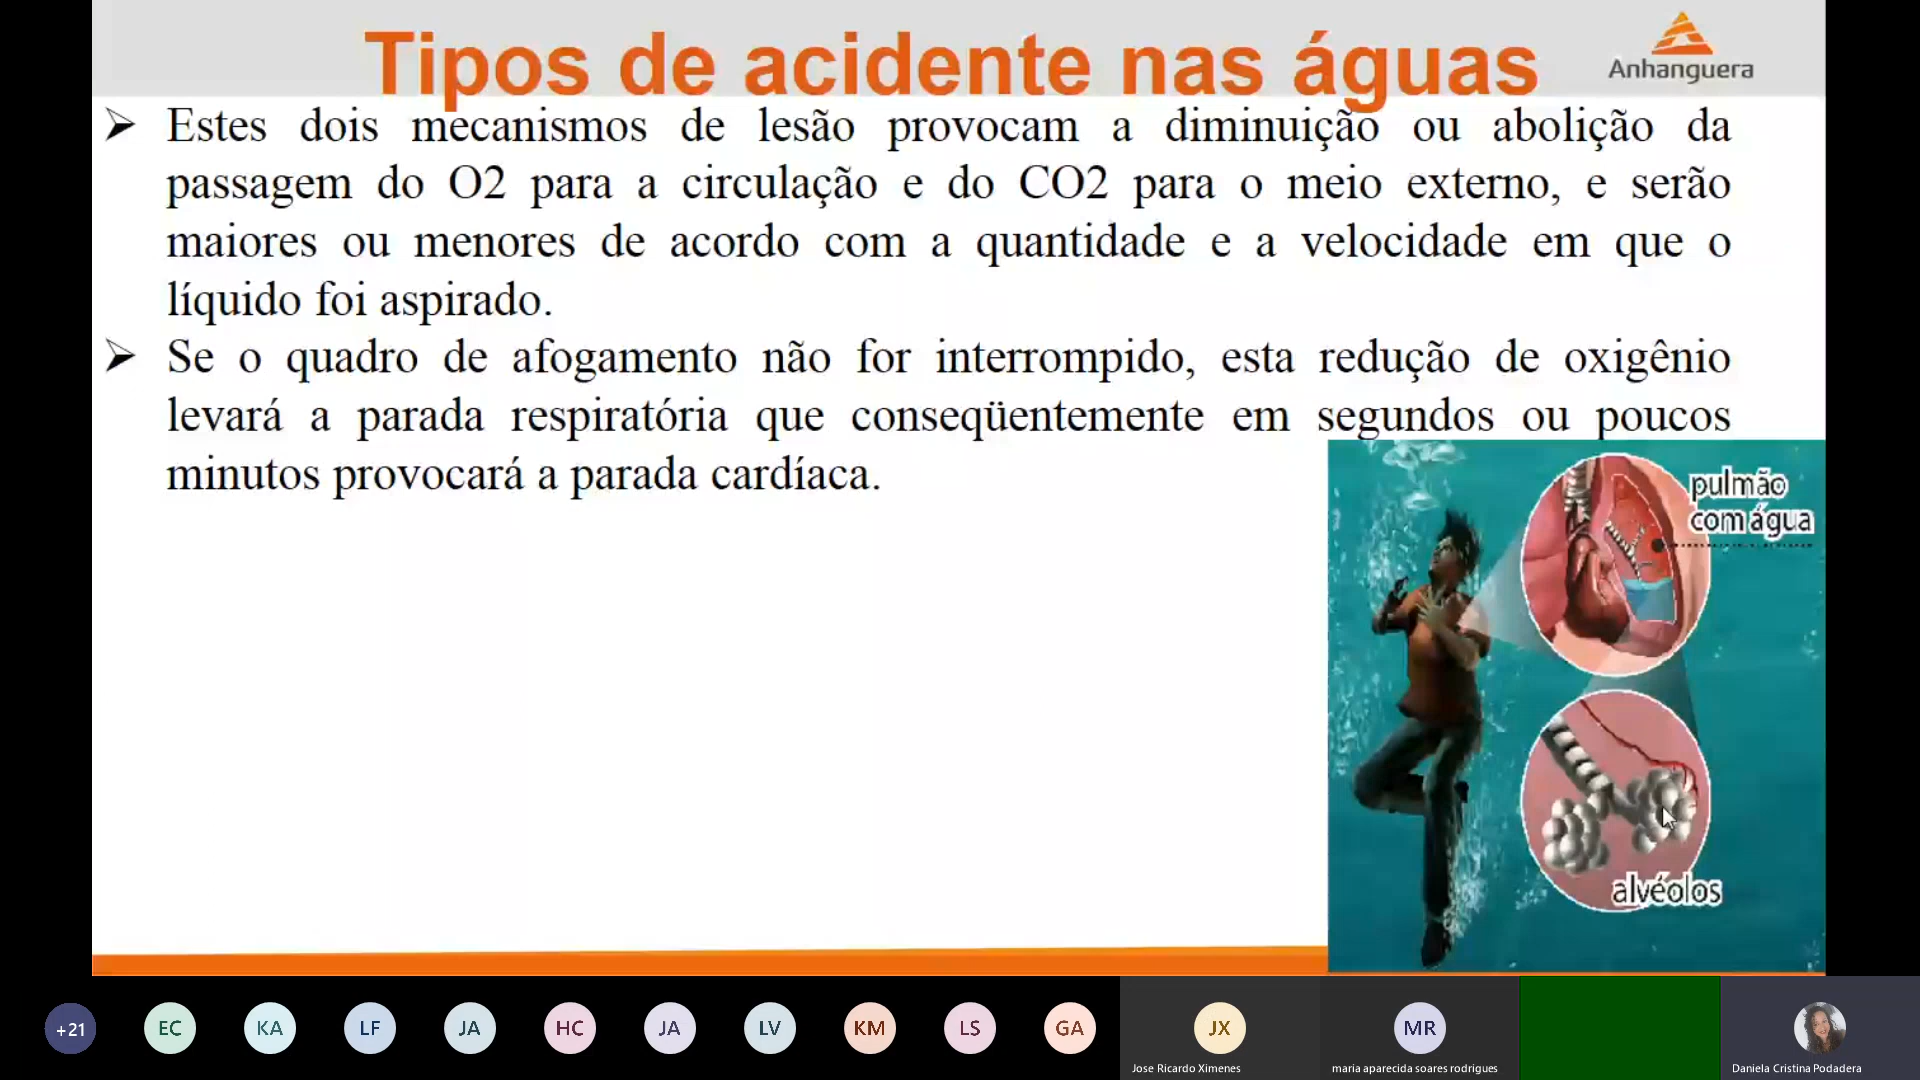 Tipos de acidente nas águas
Anhanguera
Estes dois mecanismos de lesão provocam a diminuição ou abolição da
passagem do O2 para a circulação e do CO2 para o meio externo, e serão
maiores ou menores de acordo com a quantidade e a velocidade em que o
líquido foi aspirado.
Se o quadro de afogamento não for interrompido, esta redução de oxigênio
levará a parada respiratória que conseqüentemente em segundos ou poucos
minutos provocará a parada cardíaca.
pulmão
com água
alvéolos
+21
EC
KA
LF
JA
HC
JA
LV
KM
LS
GA
JX
MR
Jose Ricardo Ximenes
maria aparecida soares rodrigues
Daniela Cristina Podadera